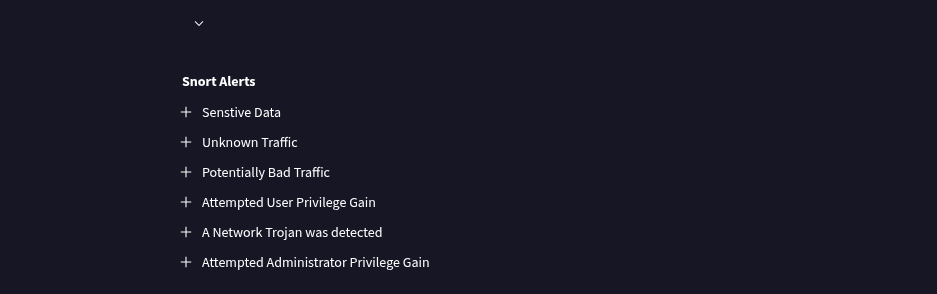 Snort Alerts
Senstive Data
Unknown Traffic
Potentially Bad Traffic
Attempted User Privilege Gain
A Network Trojan was detected
Attempted Administrator Privilege Gain